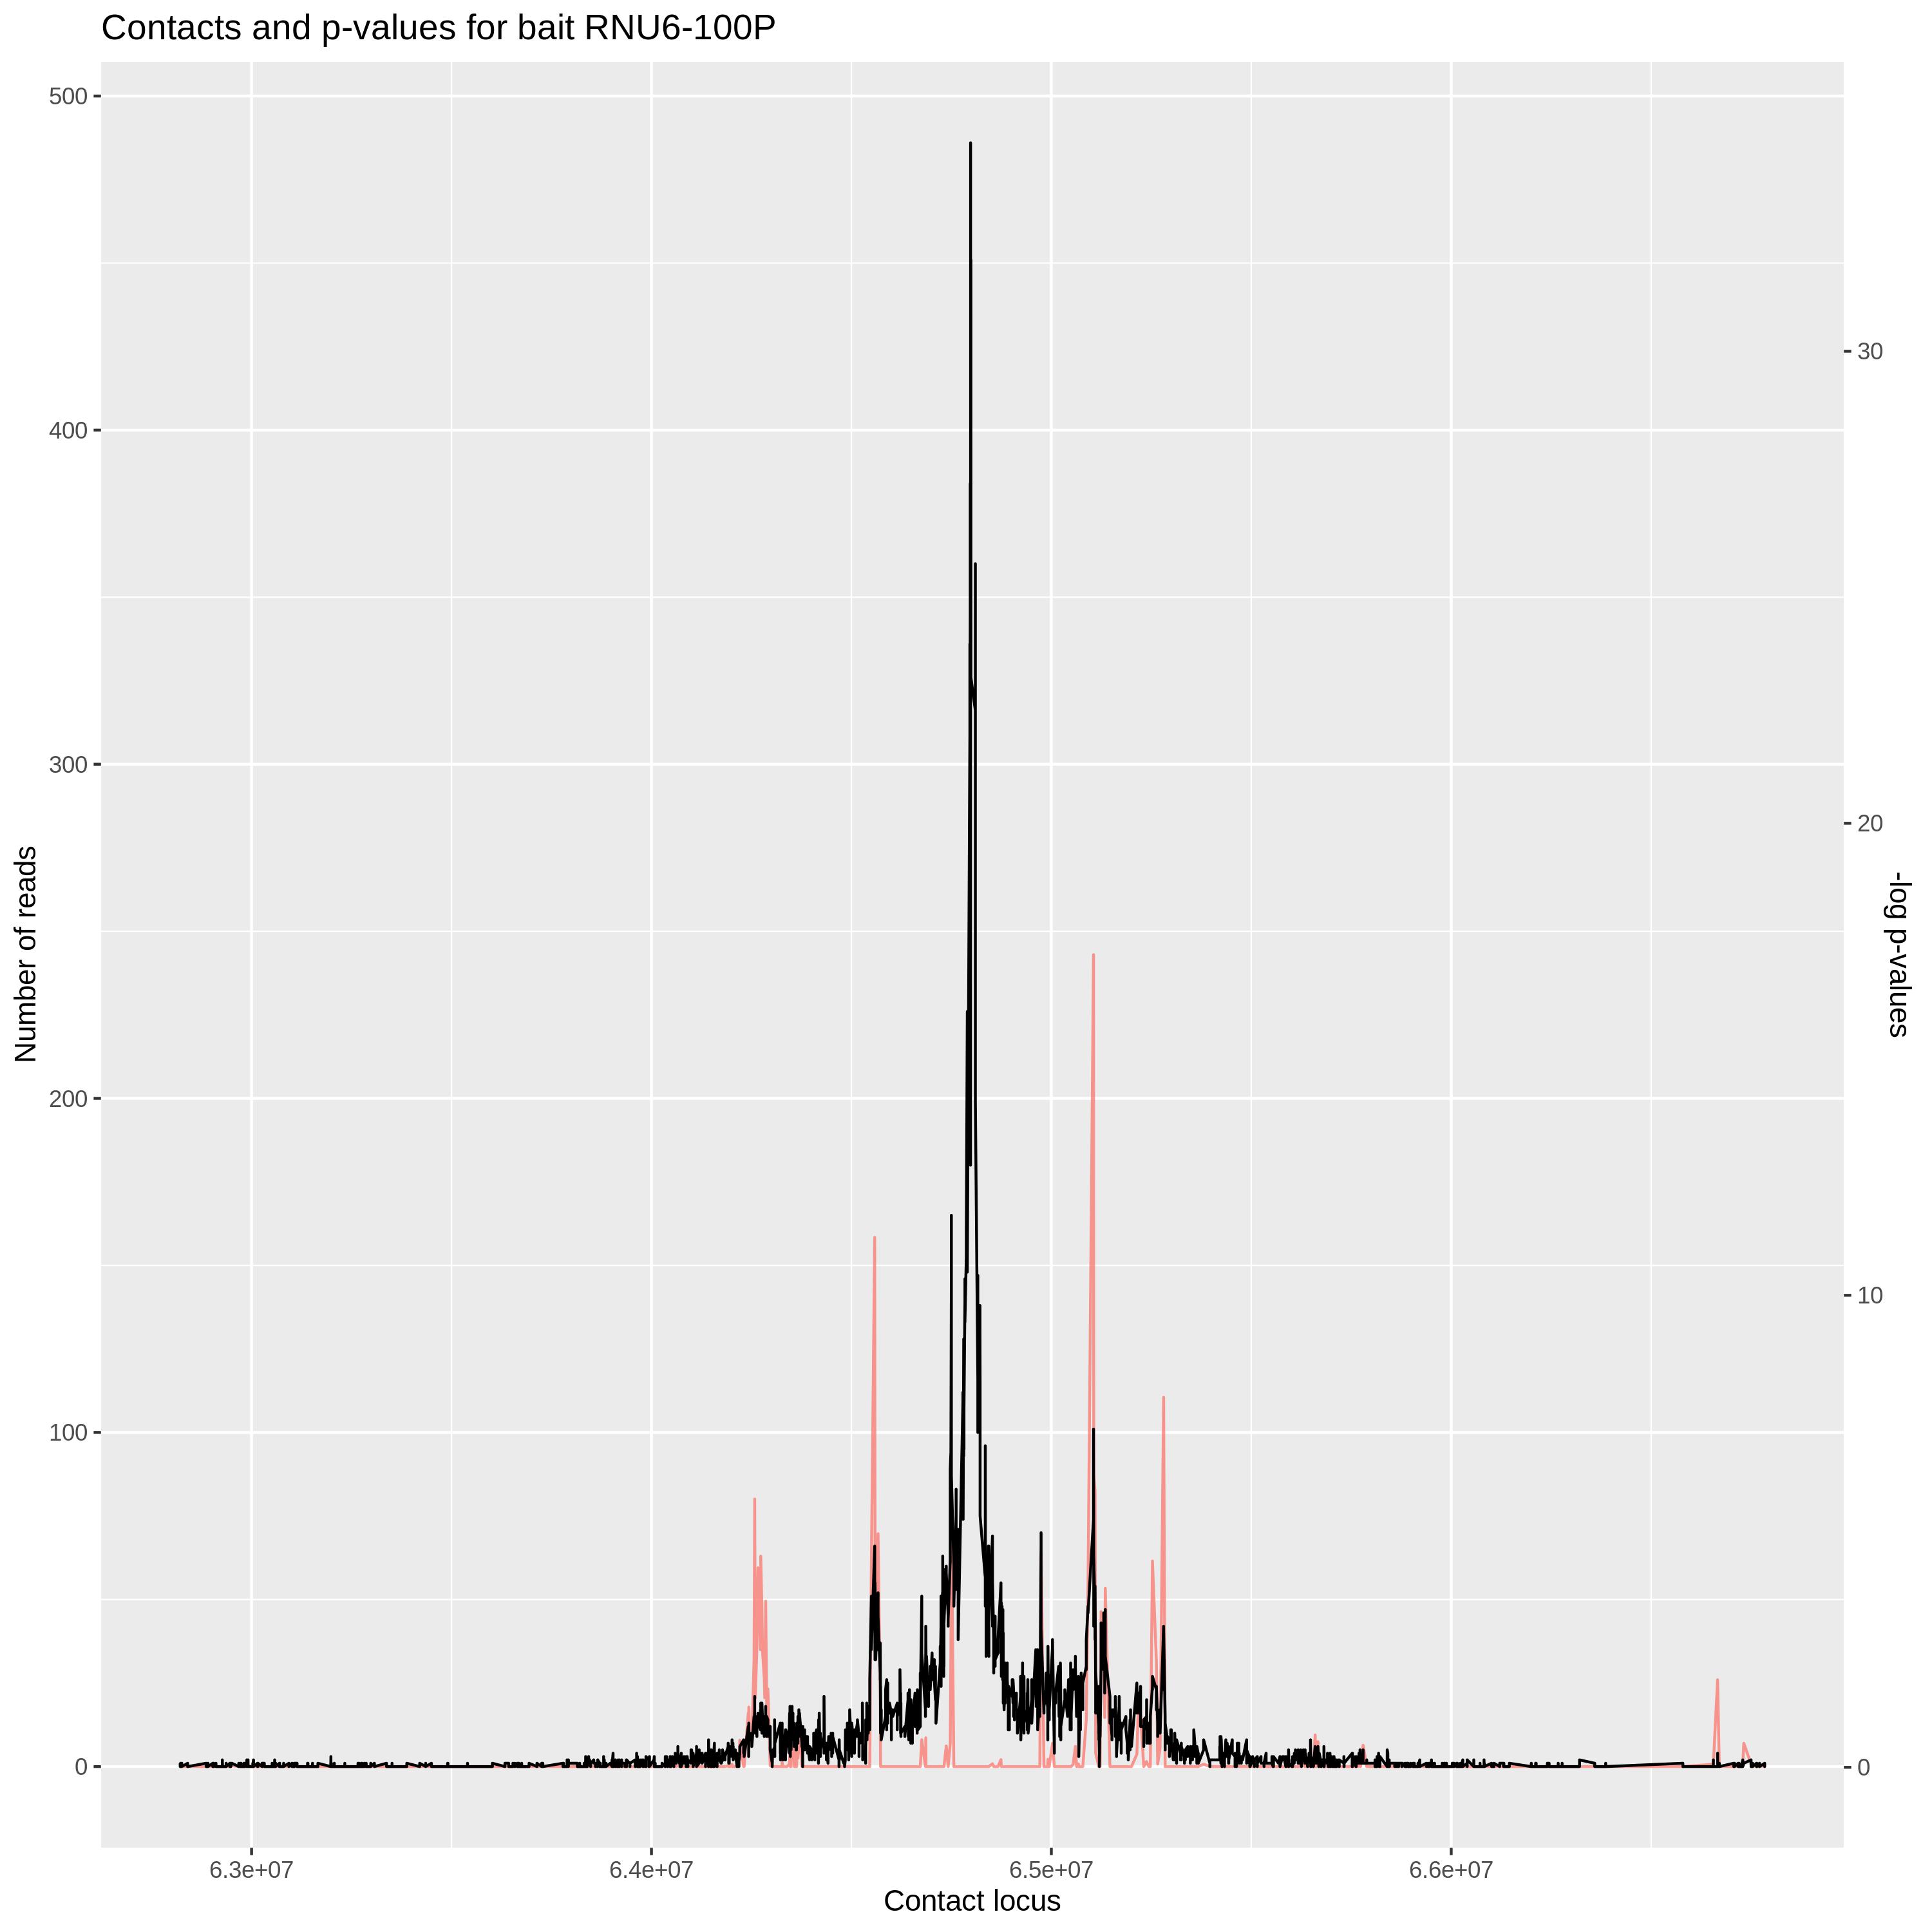 Contacts and p-values for bait RNU6-100P
500
400
300
200
100
0
Number of reads
30
20
10
0
-log p-values
6.3e+07
6.4e+07
6.5e+07
6.6e+07
Contact locus